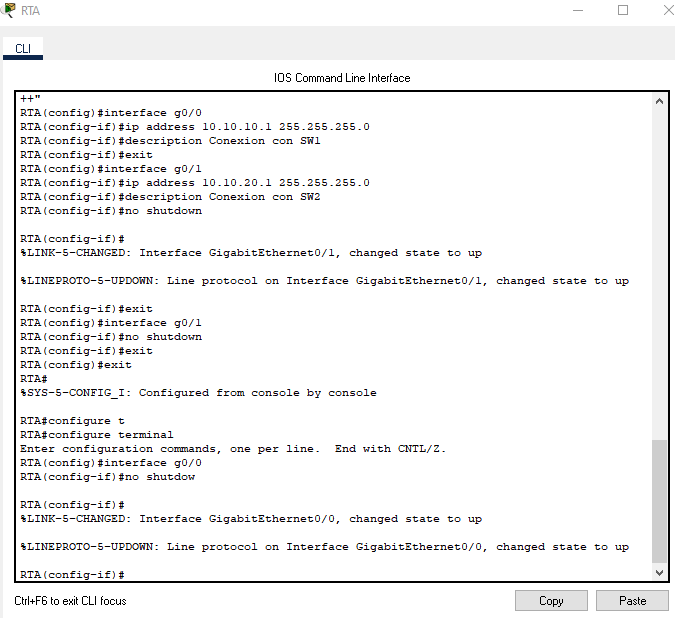 RTA
CLI
IOS Command Line Interface
++"
RTA(config)#interface g0/0
RTA(config-if)#ip address 10.10.10.1 255.255.255.0
RTA(config-if)#description Conexion con SW1
RTA(config-if)#exit
RTA(config)#interface g0/1
RTA(config-if)#ip address 10.10.20.1 255.255.255.0
RTA(config-if)#description Conexion con SW2
RTA(config-if)#no shutdown
RTA(config-if)#
%LINK-5-CHANGED: Interface GigabitEthernet0/1, changed state to up
%LINEPROTO-5-UPDOWN: Line protocol on Interface GigabitEthernet0/1, changed state to up
RTA(config-if)#exit
RTA(config)#interface g0/1
RTA(config-if)#no shutdown
RTA(config-if)#exit
RTA(config)#exit
RTA#
%SYS-5-CONFIG_I: Configured from console by console
RTA#configure t
RTA#configure terminal
Enter configuration commands, one per line.  End with CNTL/Z.
RTA(config)#interface g0/0
RTA(config-if)#no shutdow
RTA(config-if)#
%LINK-5-CHANGED: Interface GigabitEthernet0/0, changed state to up
%LINEPROTO-5-UPDOWN: Line protocol on Interface GigabitEthernet0/0, changed state to up
RTA(config-if)#
Ctrl+F6 to exit CLI focus
Copy
Paste